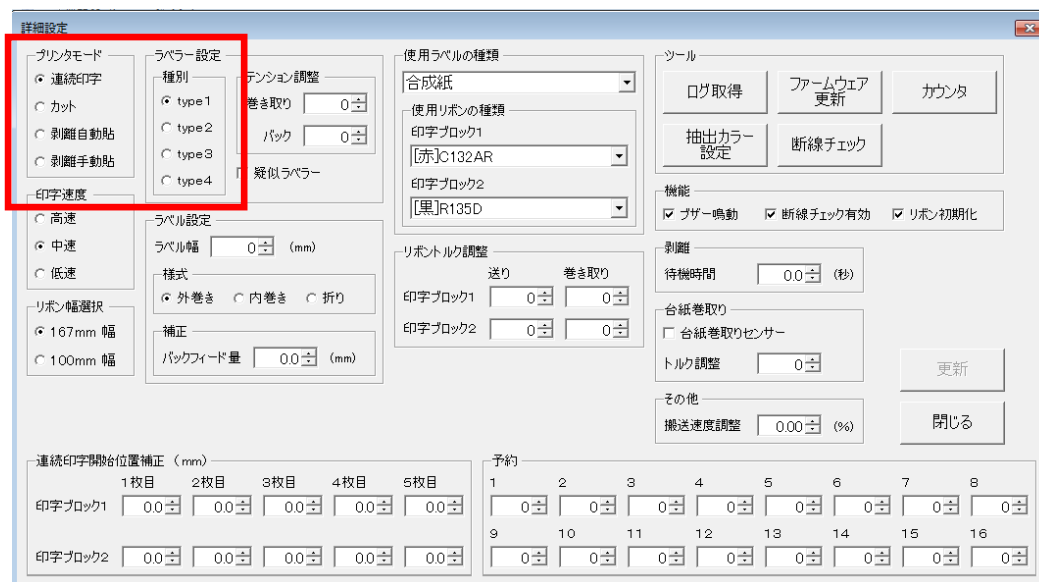 詳細設定
プリンタモード
連続印字
カット
剥離自動貼
剥離手動貼
印字速度
高速
中速
低速
リボン幅選択
167mm 幅
100mm 幅
ラベラー設定
種別
type1
type2
type3
type4
テンション調整
巻き取り 0
バック 0
疑似ラベラー
ラベル設定
ラベル幅 0 (mm)
様式
外巻き 内巻き 折り
補正
バックフィード量 0.0 (mm)
使用ラベルの種類
合成紙
使用リボンの種類
印字ブロック1
[赤]C132AR
印字ブロック2
[黒]R135D
リボントルク調整
送り 巻き取り
印字ブロック1 0 0
印字ブロック2 0 0
ツール
ログ取得
ファームウェア
更新
カウンタ
抽出カラー
設定
断線チェック
機能
ブザー鳴動 断線チェック有効 リボン初期化
剥離
待機時間 0.0 (秒)
台紙巻取り
台紙巻取りセンサー
トルク調整 0
その他
搬送速度調整 0.00 (%)
更新
閉じる
連続印字開始位置補正 (mm)
1枚目 2枚目 3枚目 4枚目 5枚目
印字ブロック1 0.0 0.0 0.0 0.0 0.0
印字ブロック2 0.0 0.0 0.0 0.0 0.0
予約
1 2 3 4 5 6 7 8
0 0 0 0 0 0 0 0
9 10 11 12 13 14 15 16
0 0 0 0 0 0 0 0